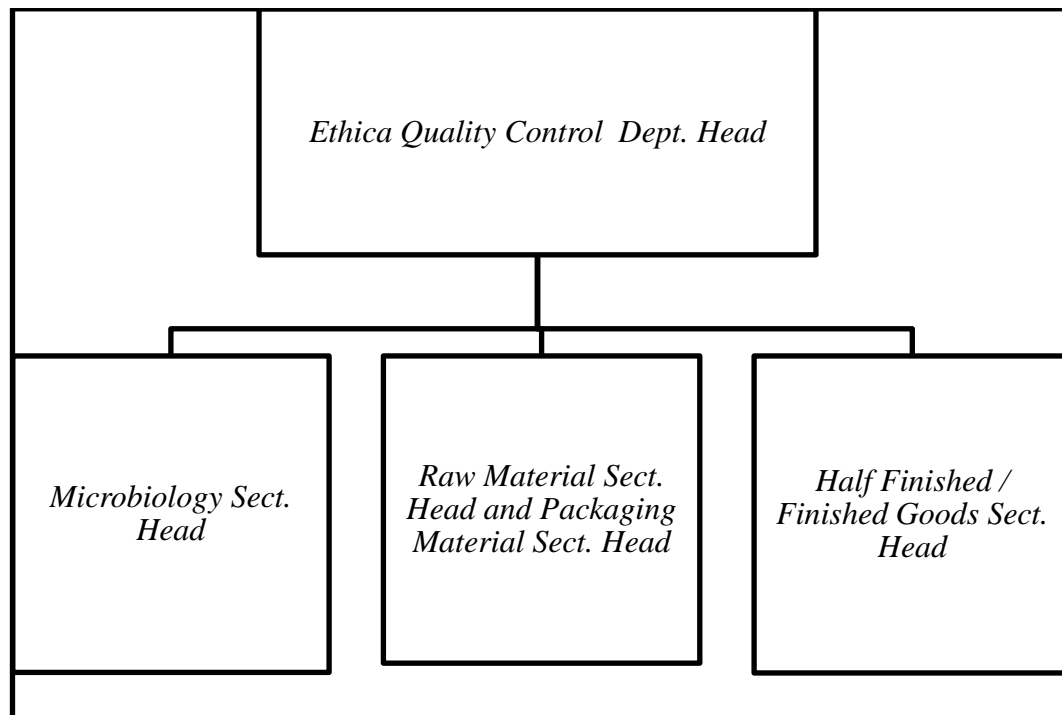 Ethica Quality Control  Dept. Head
Microbiology Sect.
Head
Raw Material Sect.
Head and Packaging
Material Sect. Head
Half Finished /
Finished Goods Sect.
Head